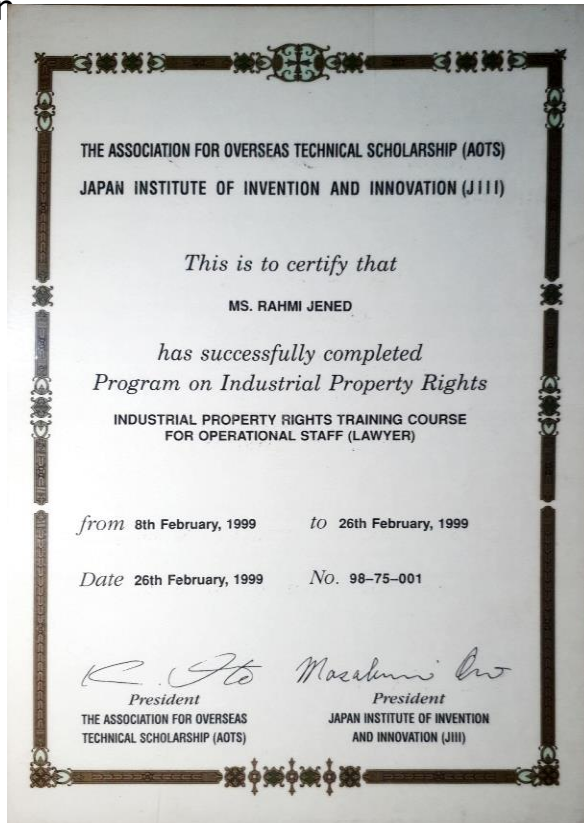 THE ASSOCIATION FOR OVERSEAS TECHNICAL SCHOLARSHIP (AOTS)
JAPAN INSTITUTE OF INVENTION AND INNOVATION (JIII)
This is to certify that
MS. RAHMI JENED
has successfully completed
Program on Industrial Property Rights
INDUSTRIAL PROPERTY RIGHTS TRAINING COURSE
FOR OPERATIONAL STAFF (LAWYER)
from 8th February, 1999 to 26th February, 1999
Date 26th February, 1999 No. 98–75–001
President
THE ASSOCIATION FOR OVERSEAS
TECHNICAL SCHOLARSHIP (AOTS)
President
JAPAN INSTITUTE OF INVENTION
AND INNOVATION (JIII)